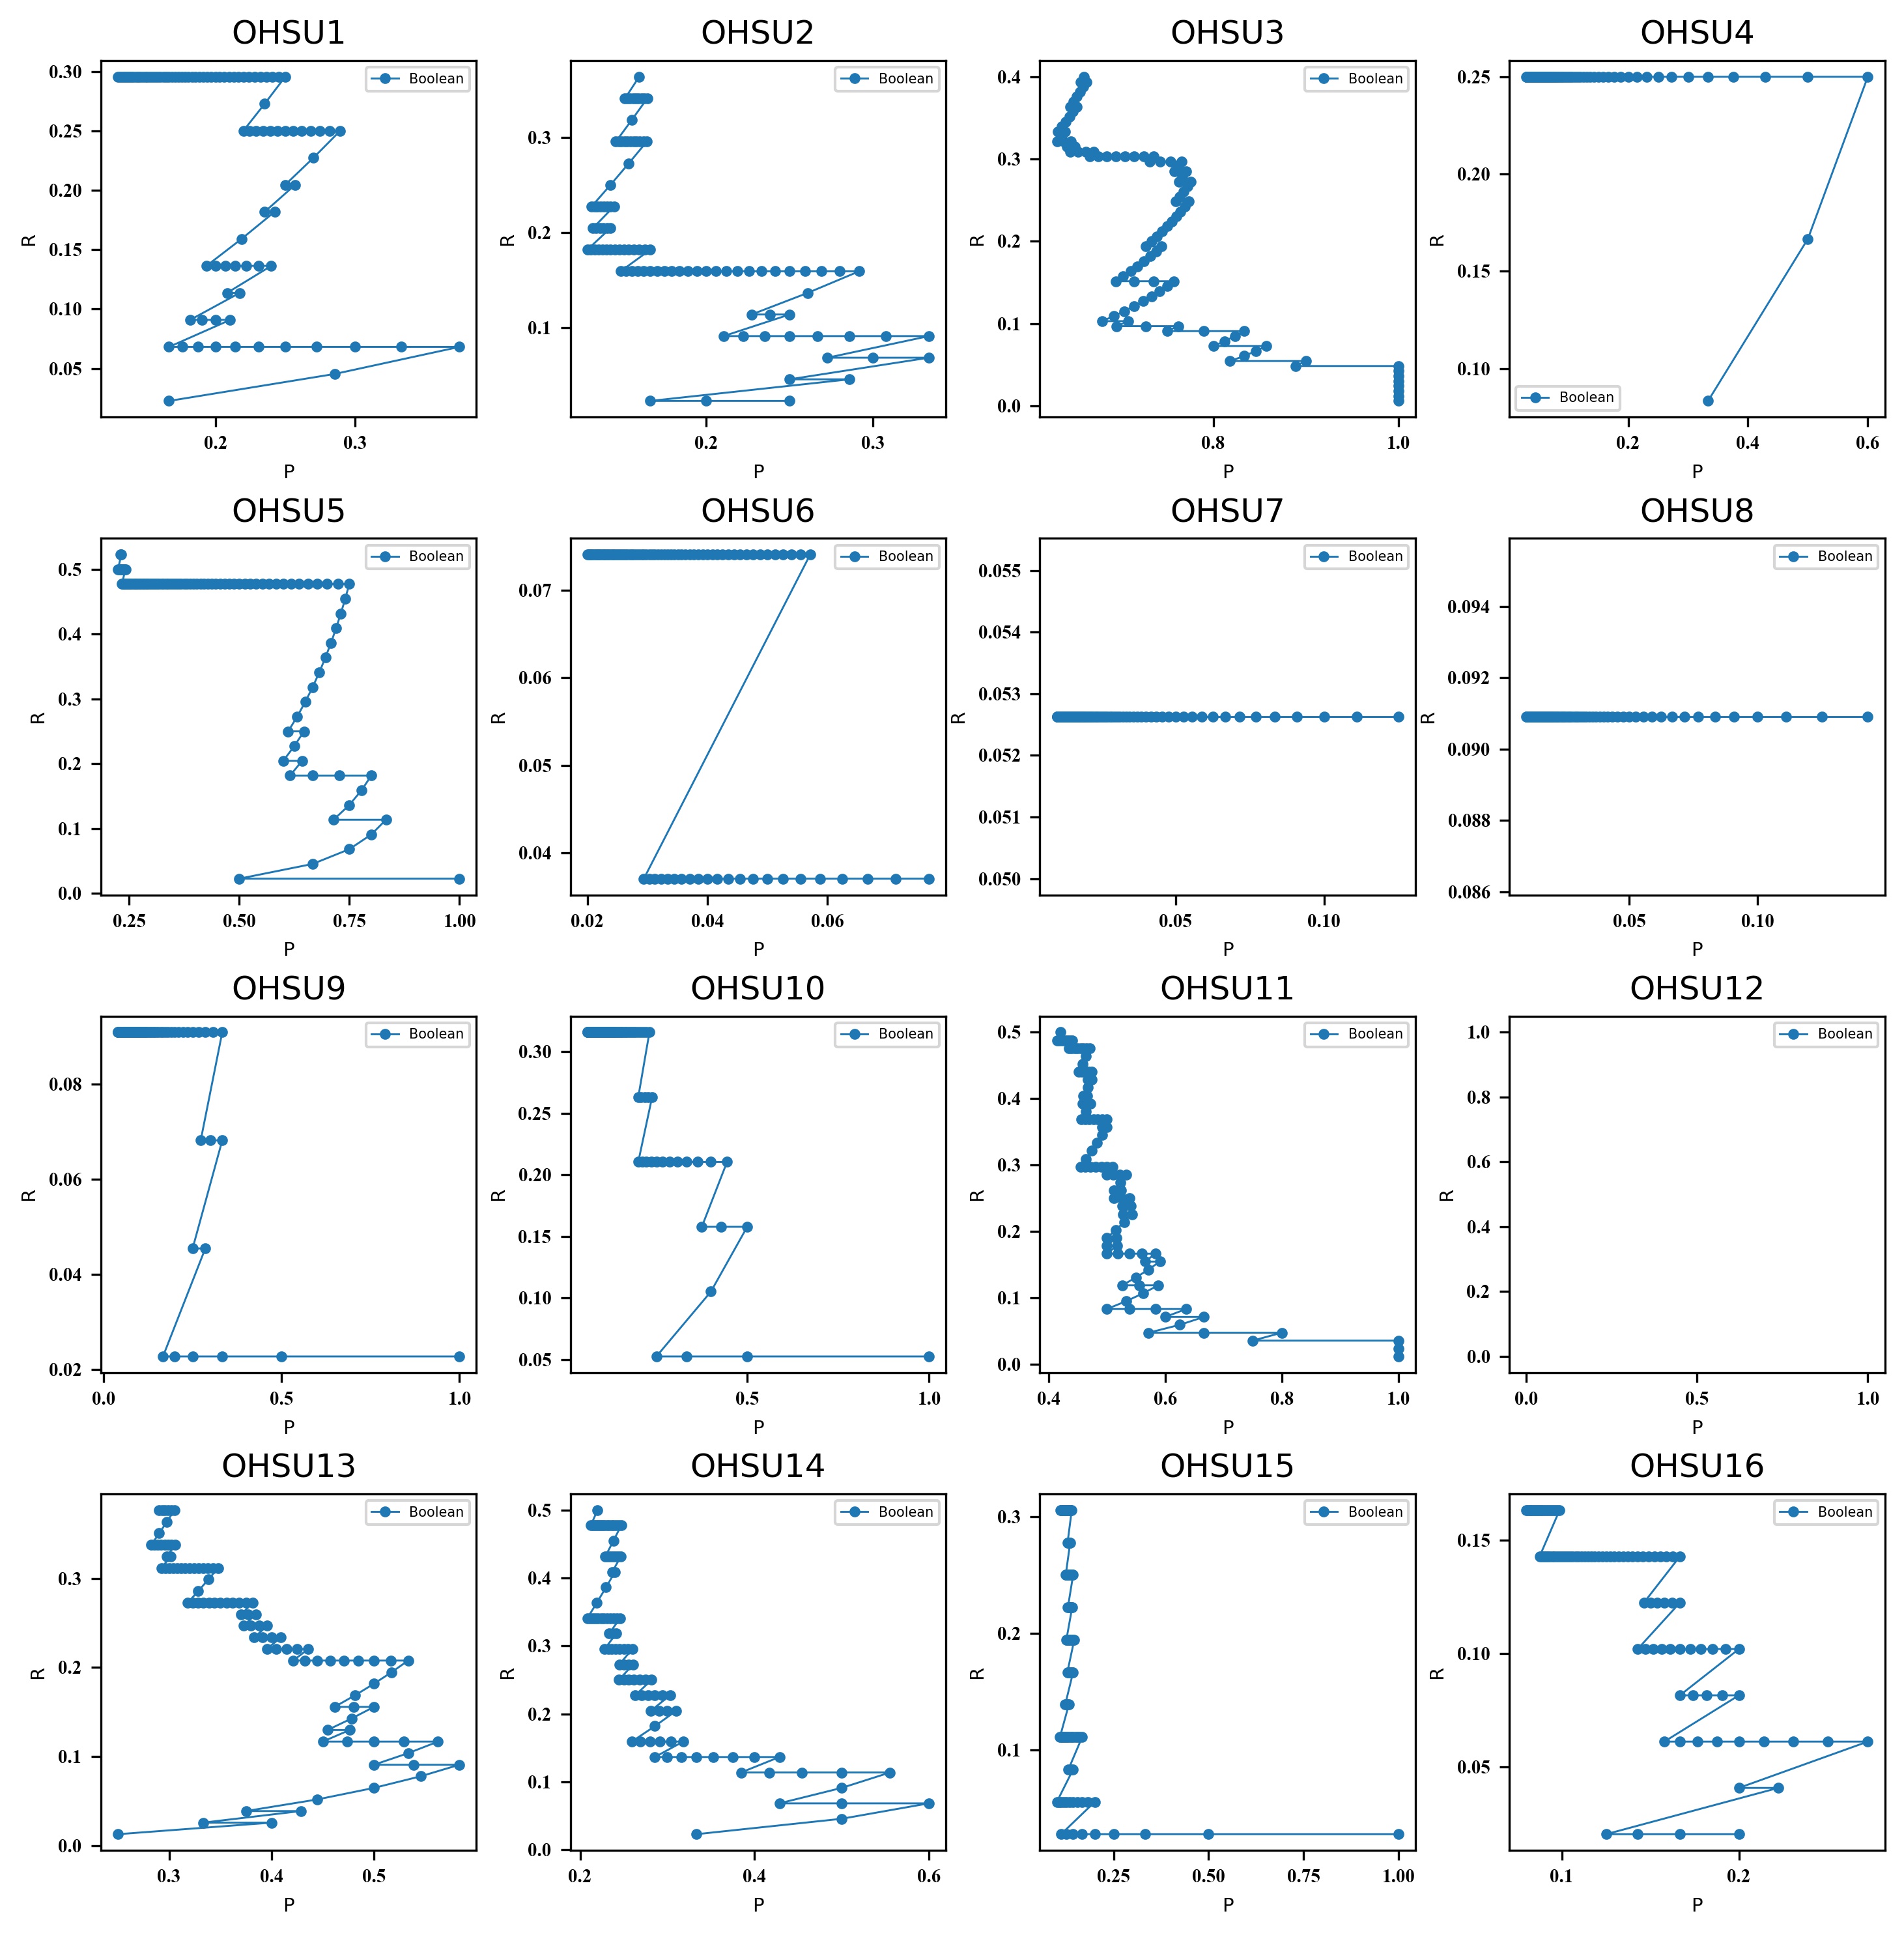 OHSU1 OHSU2 OHSU3 OHSU4
Boolean Boolean Boolean Boolean
R R R R
0.30 0.25 0.20 0.15 0.10 0.05
0.3 0.2 0.1
0.4 0.3 0.2 0.1 0.0
0.25 0.20 0.15 0.10
0.2 0.3
0.2 0.3
0.8 1.0
0.2 0.4 0.6
P P P P
OHSU5 OHSU6 OHSU7 OHSU8
Boolean Boolean Boolean Boolean
R R R R
0.5 0.4 0.3 0.2 0.1 0.0
0.07 0.06 0.05 0.04
0.055 0.054 0.053 0.052 0.051 0.050
0.094 0.092 0.090 0.088 0.086
0.25 0.50 0.75 1.00
0.02 0.04 0.06
0.05 0.10
0.05 0.10
P P P P
OHSU9 OHSU10 OHSU11 OHSU12
Boolean Boolean Boolean Boolean
R R R R
0.08 0.06 0.04 0.02
0.30 0.25 0.20 0.15 0.10 0.05
0.5 0.4 0.3 0.2 0.1 0.0
1.0 0.8 0.6 0.4 0.2 0.0
0.0 0.5 1.0
0.5 1.0
0.4 0.6 0.8 1.0
0.0 0.5 1.0
P P P P
OHSU13 OHSU14 OHSU15 OHSU16
Boolean Boolean Boolean Boolean
R R R R
0.3 0.2 0.1 0.0
0.5 0.4 0.3 0.2 0.1 0.0
0.3 0.2 0.1
0.15 0.10 0.05
0.3 0.4 0.5
0.2 0.4 0.6
0.25 0.50 0.75 1.00
0.1 0.2
P P P P